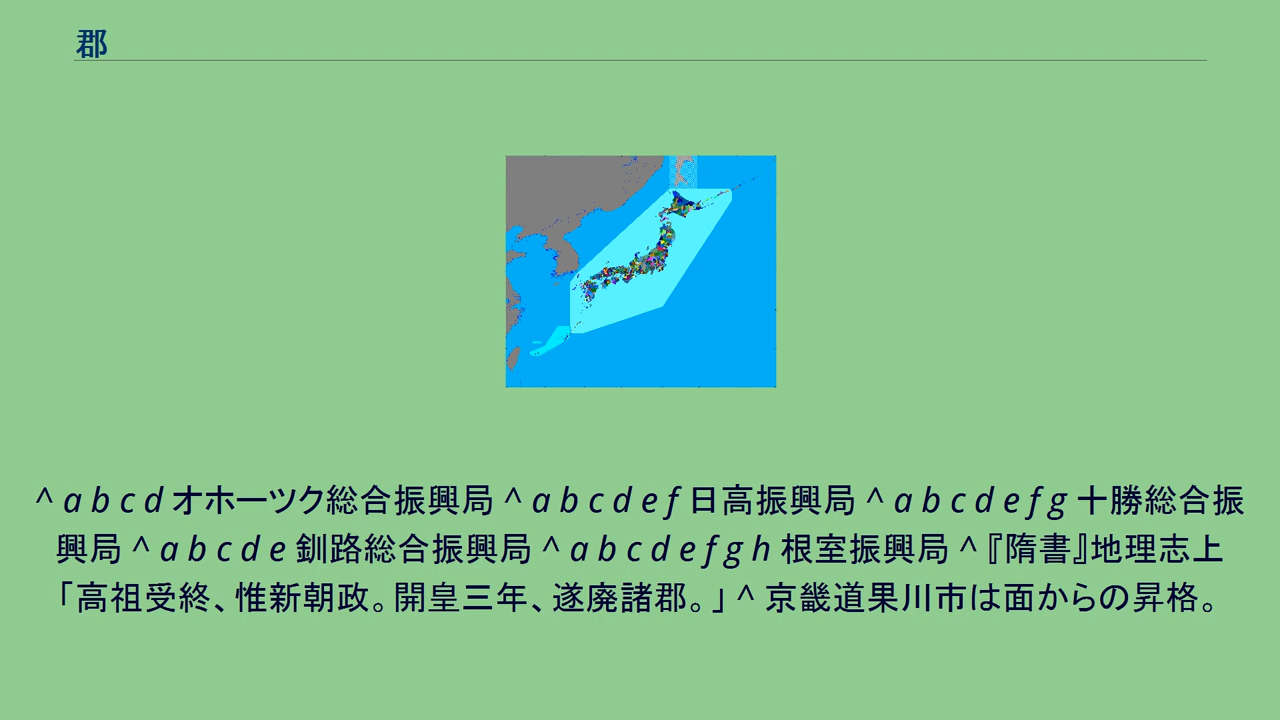 郡
^ a b c d オホーツク総合振興局 ^ a b c d e f 日高振興局 ^ a b c d e f g 十勝総合振
興局 ^ a b c d e 釧路総合振興局 ^ a b c d e f g h 根室振興局 ^ 『隋書』地理志上
「高祖受終、惟新朝政。開皇三年、遂廃諸郡。」 ^ 京畿道果川市は面からの昇格。